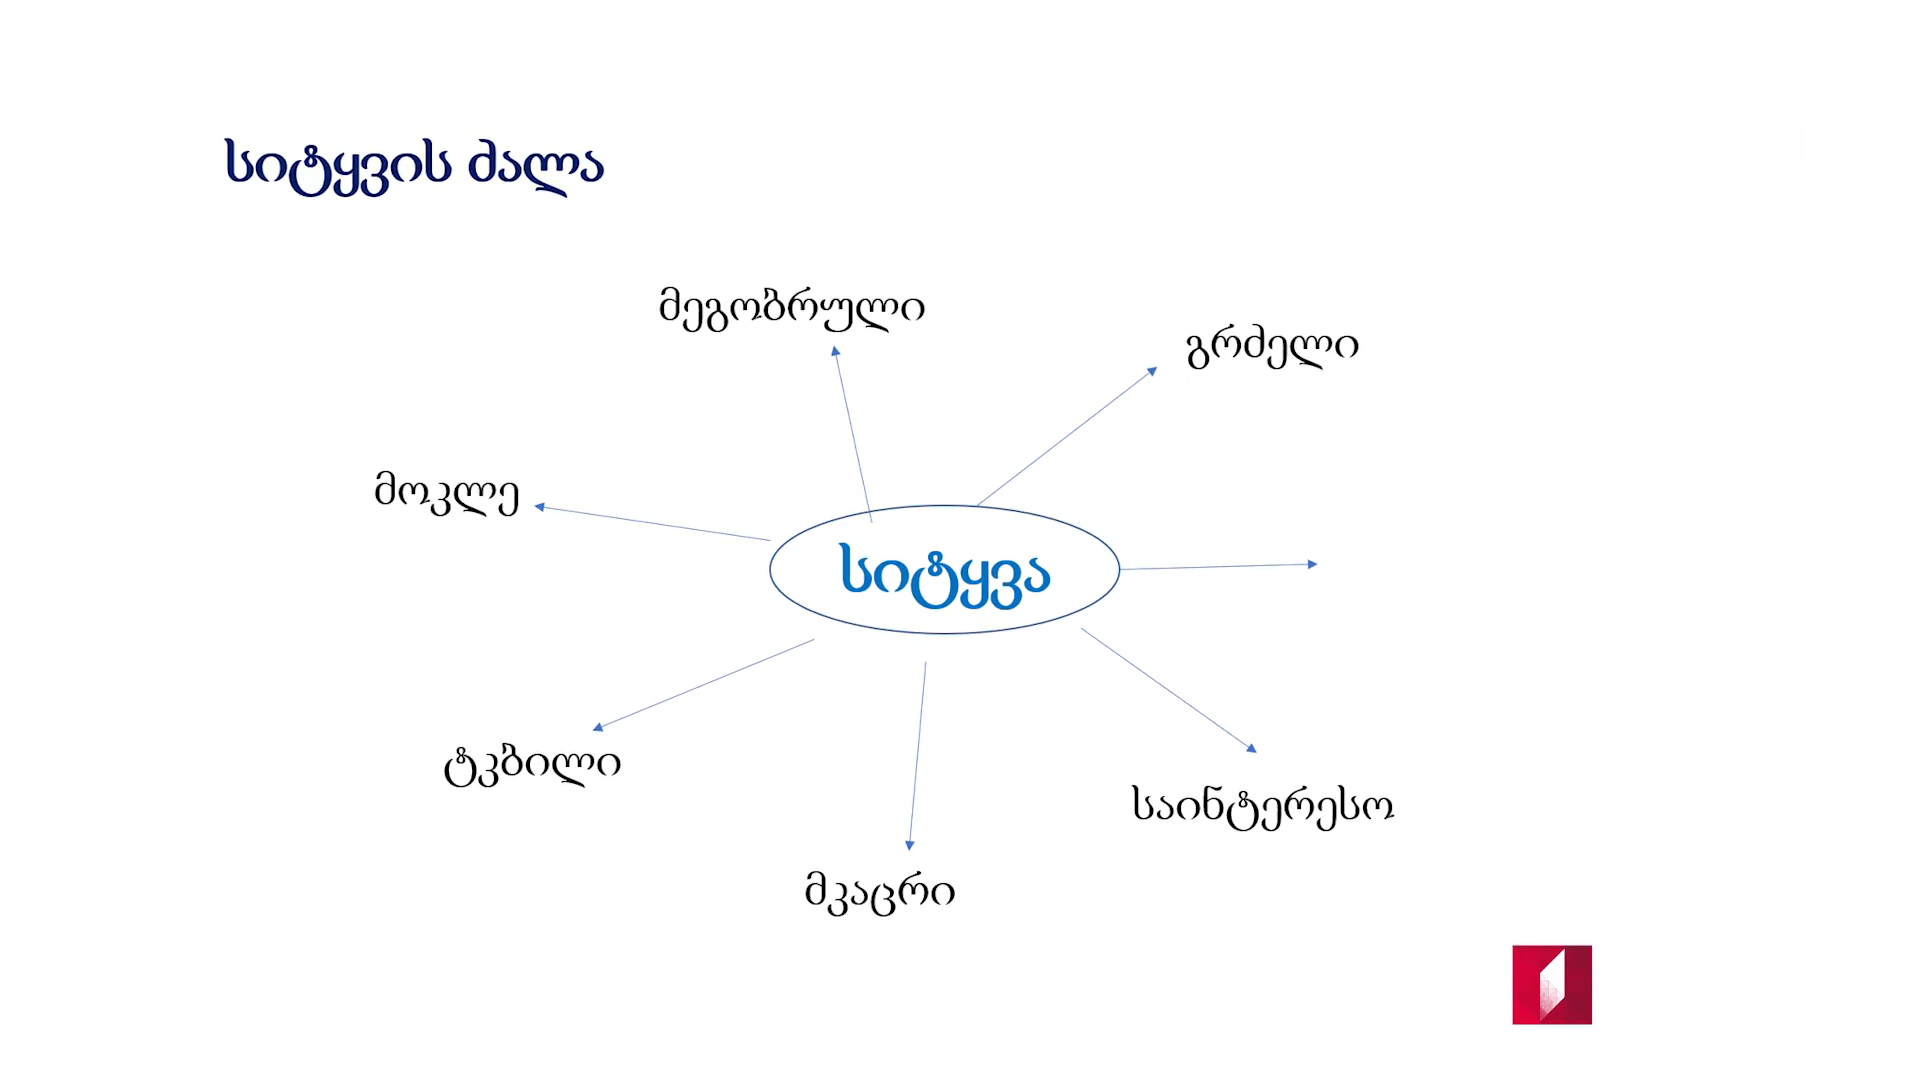 სიტყვის ძალა
მეგობრული
გრძელი
მოკლე
სიტყვა
ტკბილი
საინტერესო
მკაცრი